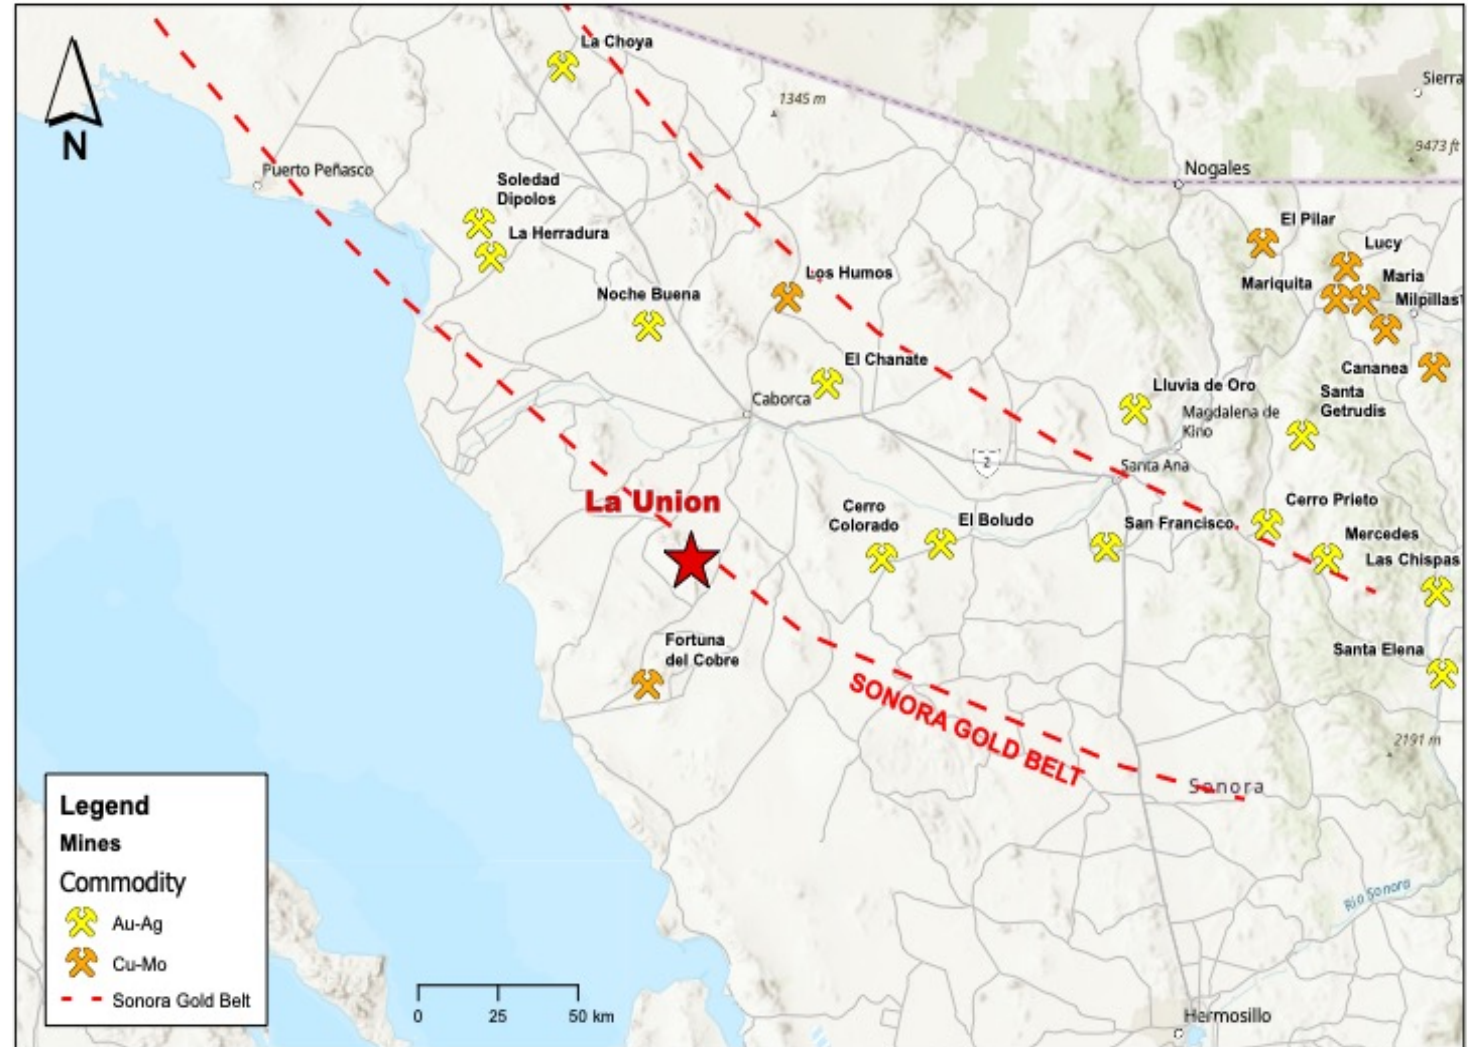 La Choya
1345 m
Sierra
9473 ft
Nogales
Puerto Peñasco
Soledad
Dipolos
La Herradura
El Pilar
Lucy
Maria
Mariquita
Milpillas
Los Humos
Noche Buena
El Chanate
Cananea
Caborca
Lluvia de Oro
Santa
Getrudis
Magdalena de
Kino
2
Santa Ana
La Union
Cerro
Colorado
El Boludo
San Francisco
Cerro Prieto
Mercedes
Las Chispas
Fortuna
del Cobre
Santa Elena
SONORA GOLD BELT
2191 m
Sonora
Rio Sonora
Hermosillo
N
Legend
Mines
Commodity
Au-Ag
Cu-Mo
Sonora Gold Belt
0 25 50 km